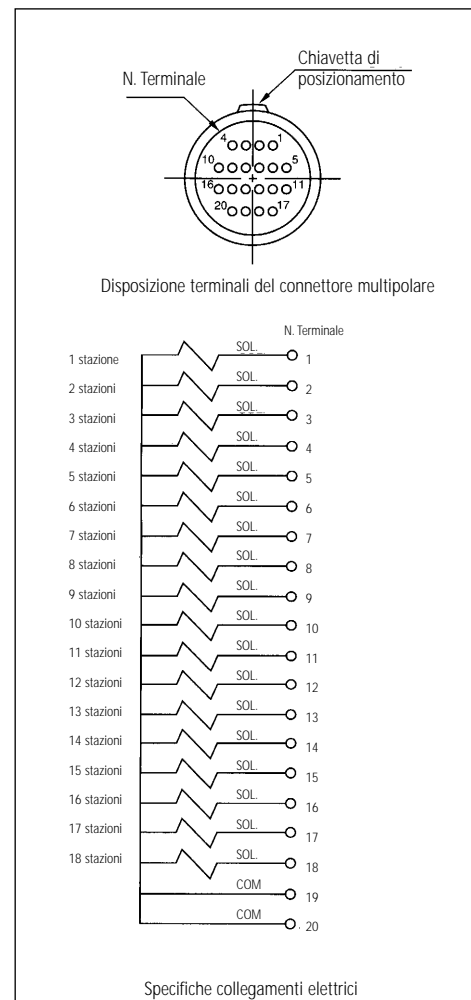 Chiavetta di
posizionamento
N. Terminale
4 1
10 5
16 11
20 17
Disposizione terminali del connettore multipolare
N. Terminale
1 stazione SOL. 1
2 stazioni SOL. 2
3 stazioni SOL. 3
4 stazioni SOL. 4
5 stazioni SOL. 5
6 stazioni SOL. 6
7 stazioni SOL. 7
8 stazioni SOL. 8
9 stazioni SOL. 9
10 stazioni SOL. 10
11 stazioni SOL. 11
12 stazioni SOL. 12
13 stazioni SOL. 13
14 stazioni SOL. 14
15 stazioni SOL. 15
16 stazioni SOL. 16
17 stazioni SOL. 17
18 stazioni SOL. 18
COM 19
COM 20
Specifiche collegamenti elettrici